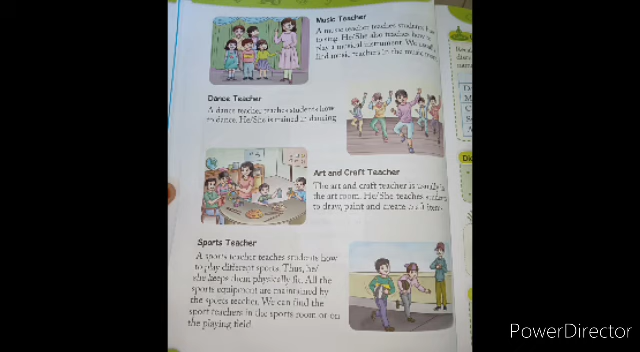 Music Teacher
A music teacher teaches students
to sing. He/She also teaches how
play a musical instrument. We
find music teachers in the music
Dance Teacher
A dance teacher teaches students how
to dance. He/She is trained in dancing
Art and Craft Teacher
The art and craft teacher is usually in
the art room. He/She teaches
to draw, paint and create
Sports Teacher
A sports teacher teaches students how
to play different sports. Thus, he/
she keeps them physically fit. All the
sports equipment are maintained by
the sports teacher. We can find the
sport teachers in the sports room or on
the playing field
PowerDirector